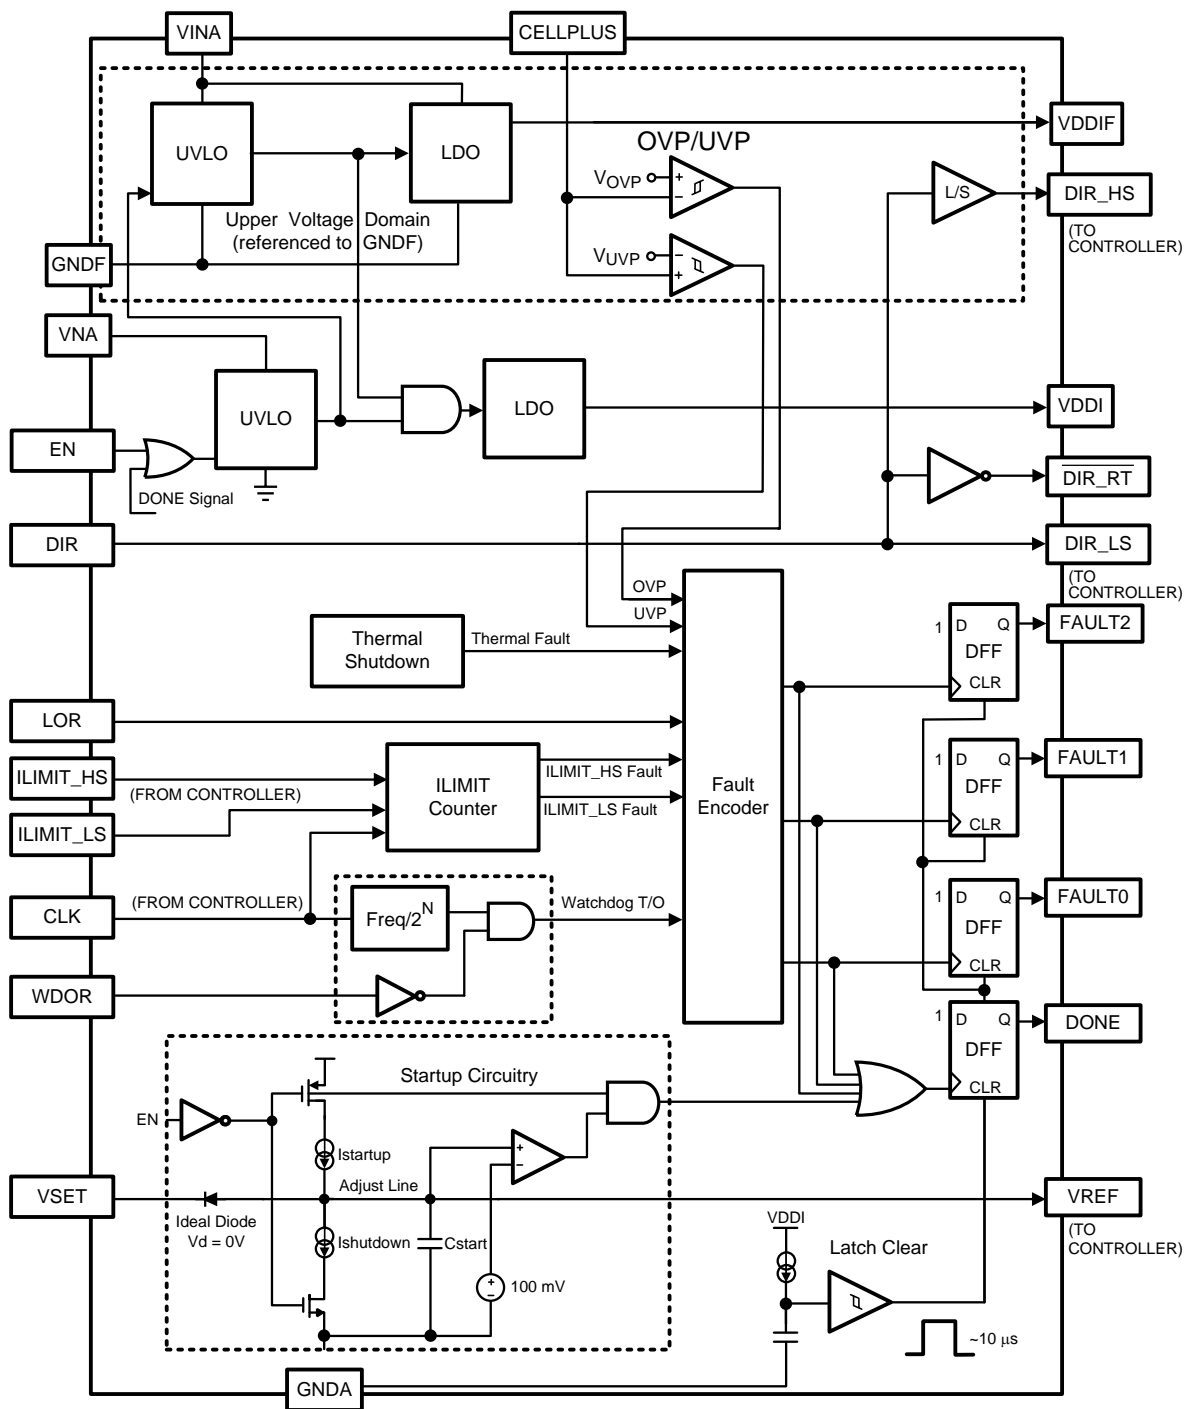 VINA
CELLPLUS
UVLO
LDO
OVP/UVP
VDDIF
VOVP
+
−
L/S
DIR_HS
(TO
CONTROLLER)
Upper Voltage Domain
(referenced to GNDF)
GNDF
VUVP
−
+
VNA
UVLO
LDO
VDDI
EN
DONE Signal
DIR_RT
DIR
DIR_LS
(TO
CONTROLLER)
OVP
UVP
Thermal
Shutdown
Thermal Fault
1
D
Q
DFF
CLR
FAULT2
LOR
ILIMIT_HS
(FROM CONTROLLER)
ILIMIT
Counter
ILIMIT_HS Fault
ILIMIT_LS Fault
Fault
Encoder
1
D
Q
DFF
CLR
FAULT1
ILIMIT_LS
CLK
(FROM CONTROLLER)
Freq/2N
Watchdog T/O
1
D
Q
DFF
CLR
FAULT0
WDOR
1
D
Q
DFF
CLR
DONE
Startup Circuitry
EN
Istartup
+
−
VSET
Adjust Line
VREF
(TO
CONTROLLER)
Ideal Diode
Vd = 0V
Ishutdown
Cstart
+
−
100 mV
VDDI
Latch Clear
~10 μs
GNDA